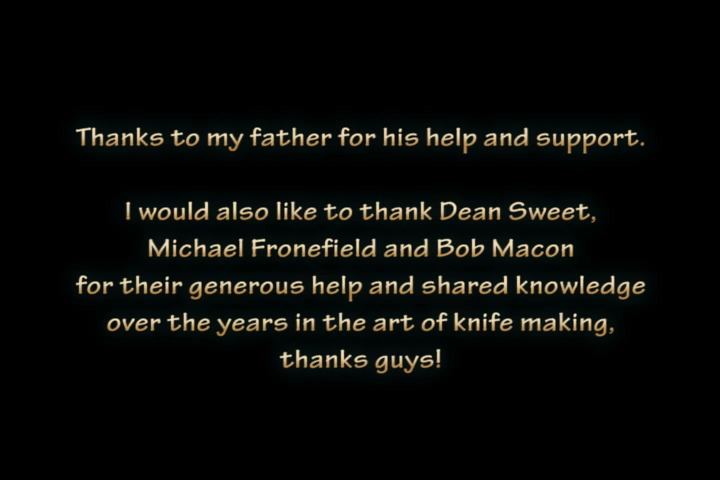 Thanks to my father for his help and support.
I would also like to thank Dean Sweet,
Michael Fronefield and Bob Macon
for their generous help and shared knowledge
over the years in the art of knife making,
thanks guys!